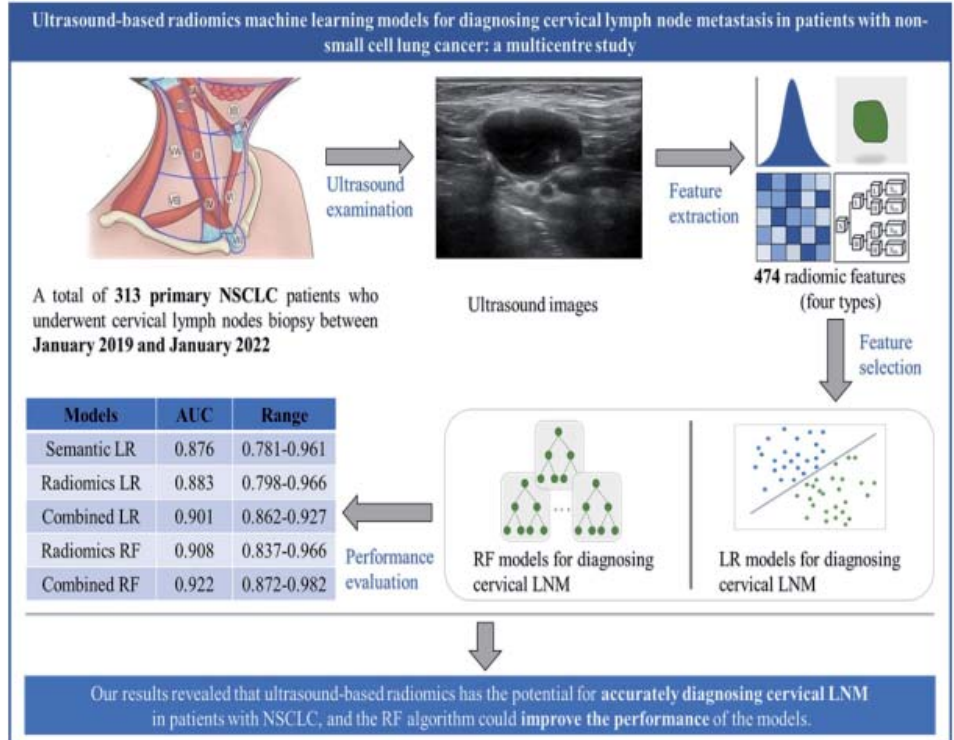 Ultrasound-based radiomics machine learning models for diagnosing cervical lymph node metastasis in patients with non-
small cell lung cancer: a multicentre study
Ultrasound
examination
Feature
extraction
A total of 313 primary NSCLC patients who
underwent cervical lymph nodes biopsy between
January 2019 and January 2022
Ultrasound images
474 radiomic features
(four types)
Feature
selection
Models AUC Range
Semantic LR 0.876 0.781-0.961
Radiomics LR 0.883 0.798-0.966
Combined LR 0.901 0.862-0.927
Radiomics RF 0.908 0.837-0.966
Combined RF 0.922 0.872-0.982
Performance
evaluation
RF models for diagnosing
cervical LNM
LR models for diagnosing
cervical LNM
Our results revealed that ultrasound-based radiomics has the potential for accurately diagnosing cervical LNM
in patients with NSCLC, and the RF algorithm could improve the performance of the models.